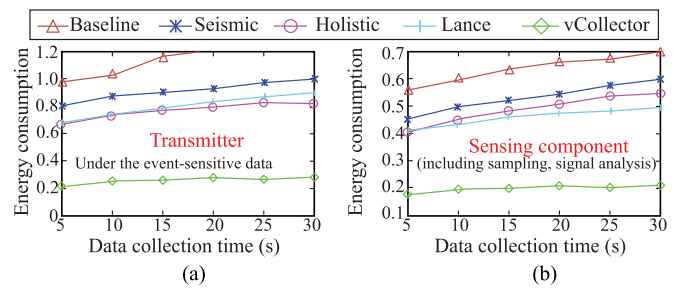 Baseline Seismic Holistic Lance vCollector
Energy consumption
1.2
1.0
0.8
0.6
0.4
0.2
0
Transmitter
Under the event-sensitive data
5 10 15 20 25 30
Data collection time (s)
(a)
Energy consumption
0.7
0.6
0.5
0.4
0.3
0.2
0.1
Sensing component
(including sampling, signal analysis)
5 10 15 20 25 30
Data collection time (s)
(b)